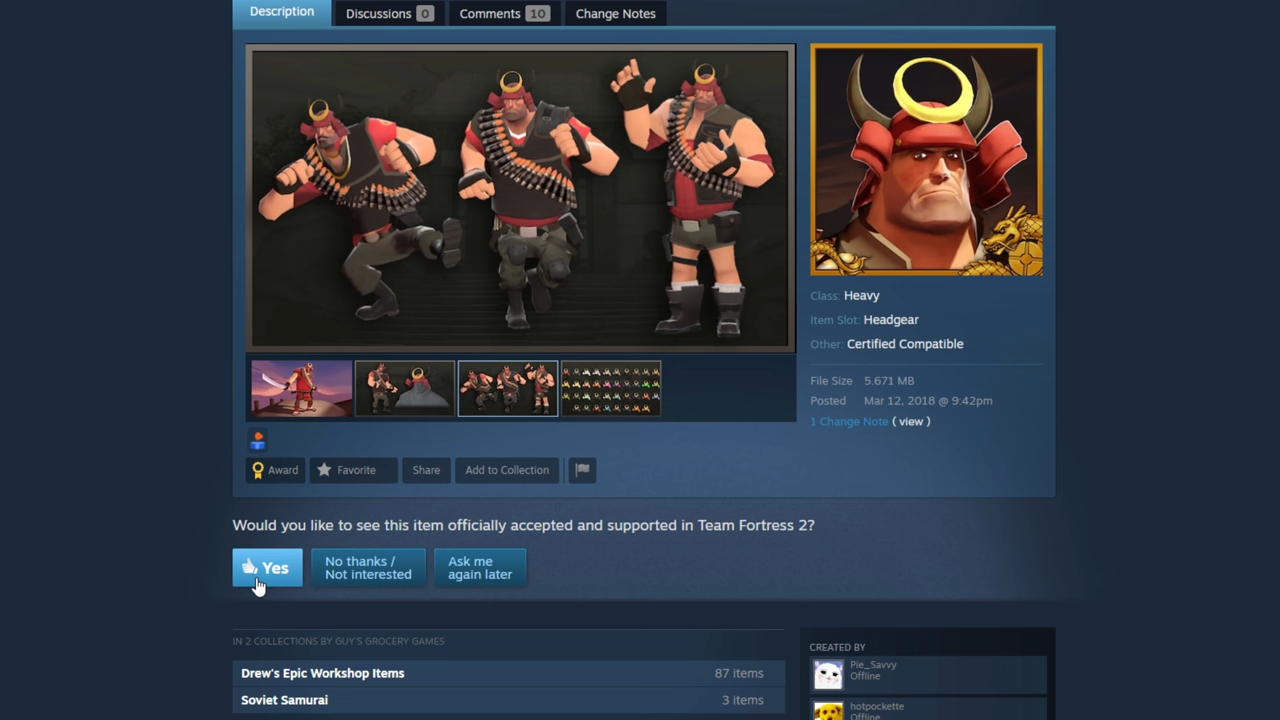 Description
Discussions 0
Comments 10
Change Notes
Class: Heavy
Item Slot: Headgear
Other: Certified Compatible
File Size 5.671 MB
Posted Mar 12, 2018 @ 9:42pm
1 Change Note ( view )
Award
Favorite
Share
Add to Collection
Would you like to see this item officially accepted and supported in Team Fortress 2?
Yes
No thanks /
Not interested
Ask me
again later
IN 2 COLLECTIONS BY GUY'S GROCERY GAMES
Drew's Epic Workshop Items 87 items
Soviet Samurai 3 items
CREATED BY
Pie_Savvy
Offline
hotpockette
Offline